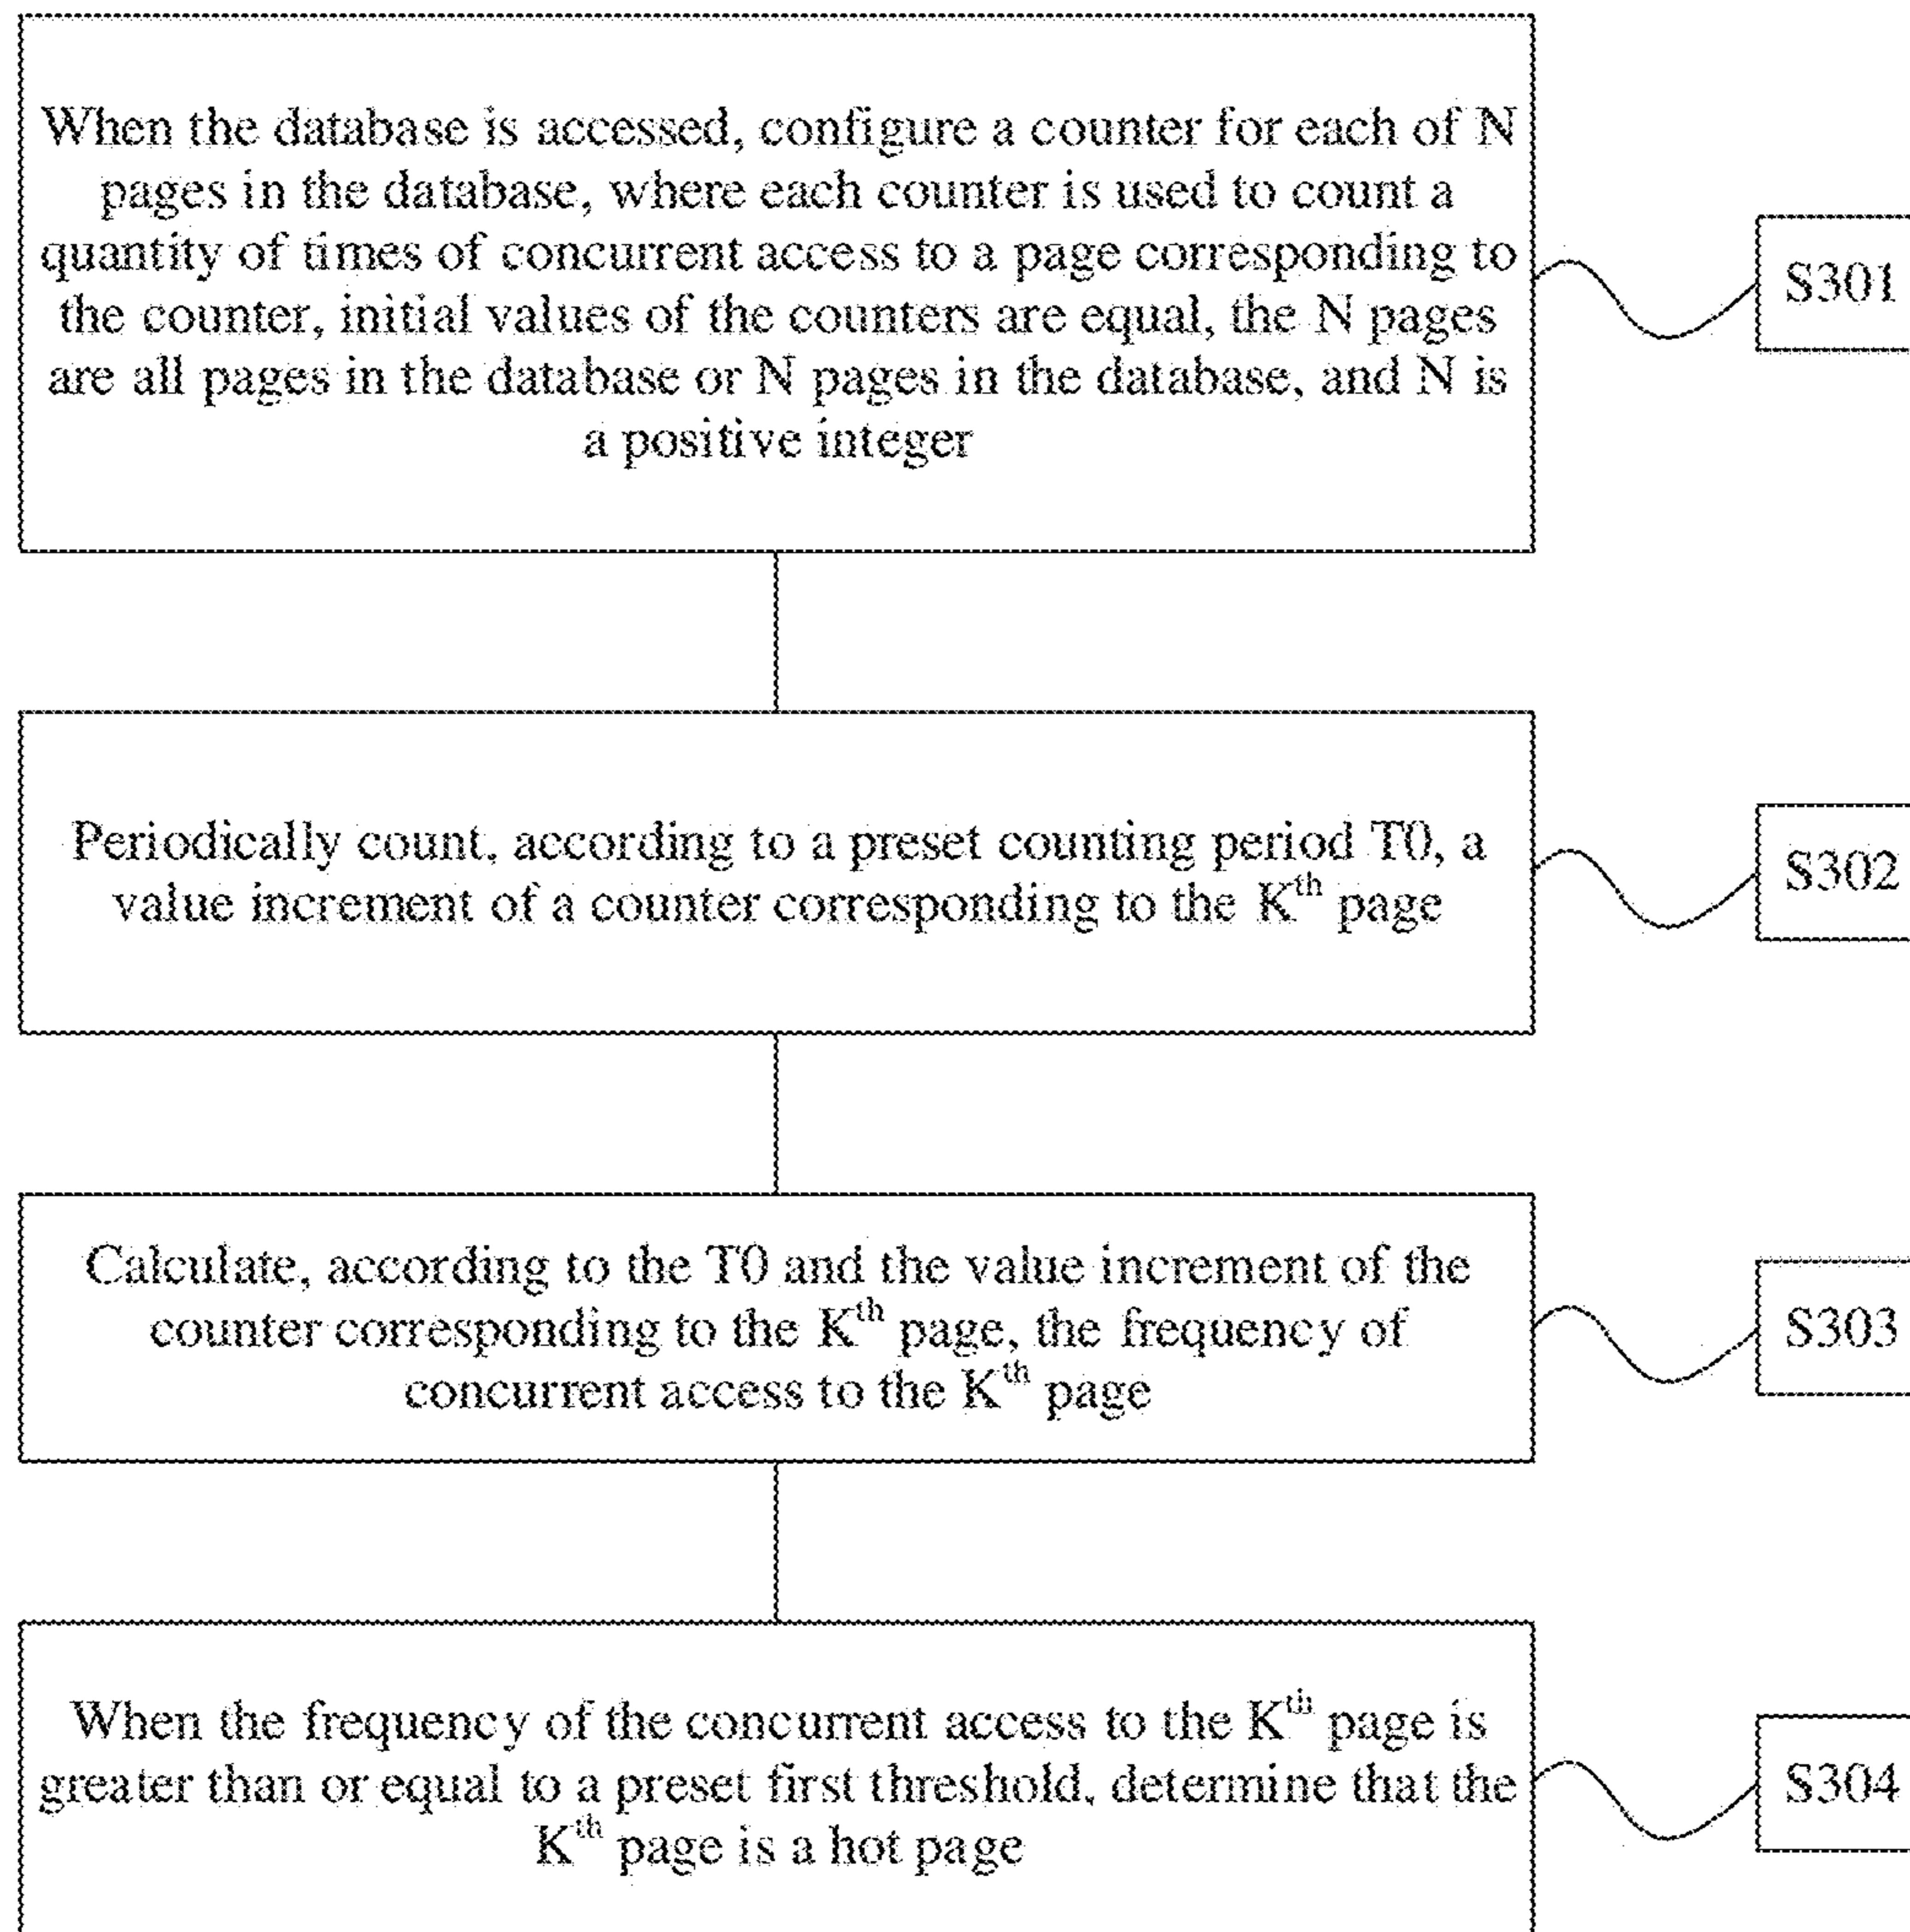 When the database is accessed, configure a counter for each of N
pages in the database, where each counter is used to count a
quantity of times of concurrent access to a page corresponding to
the counter, initial values of the counters are equal, the N pages
are all pages in the database or N pages in the database, and N is
a positive integer
S301
Periodically count, according to a preset counting period T0, a
value increment of a counter corresponding to the Kth page
S302
Calculate, according to the T0 and the value increment of the
counter corresponding to the Kth page, the frequency of
concurrent access to the Kth page
S303
When the frequency of the concurrent access to the Kth page is
greater than or equal to a preset first threshold, determine that the
Kth page is a hot page
S304